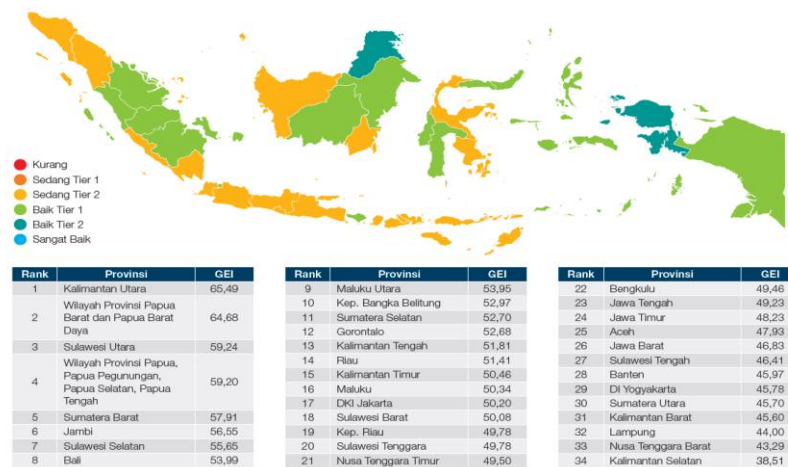 Kurang
Sedang Tier 1
Sedang Tier 2
Baik Tier 1
Baik Tier 2
Sangat Baik
Rank Provinsi GEI
1 Kalimantan Utara 65,49
2 Wilayah Provinsi Papua Barat dan Papua Barat Daya 64,68
3 Sulawesi Utara 59,24
4 Wilayah Provinsi Papua, Papua Pegunungan, Papua Selatan, Papua Tengah 59,20
5 Sumatera Barat 57,91
6 Jambi 56,55
7 Sulawesi Selatan 55,65
8 Bali 53,99
Rank Provinsi GEI
9 Maluku Utara 53,95
10 Kep. Bangka Belitung 52,97
11 Sumatera Selatan 52,70
12 Gorontalo 52,68
13 Kalimantan Tengah 51,81
14 Riau 51,41
15 Kalimantan Timur 50,46
16 Maluku 50,34
17 DKI Jakarta 50,20
18 Sulawesi Barat 50,08
19 Kep. Riau 49,78
20 Sulawesi Tenggara 49,78
21 Nusa Tenggara Timur 49,50
Rank Provinsi GEI
22 Bengkulu 49,46
23 Jawa Tengah 49,23
24 Jawa Timur 48,23
25 Aceh 47,93
26 Jawa Barat 46,83
27 Sulawesi Tengah 46,41
28 Banten 45,97
29 DI Yogyakarta 45,78
30 Sumatera Utara 45,70
31 Kalimantan Barat 45,60
32 Lampung 44,00
33 Nusa Tenggara Barat 43,29
34 Kalimantan Selatan 38,51